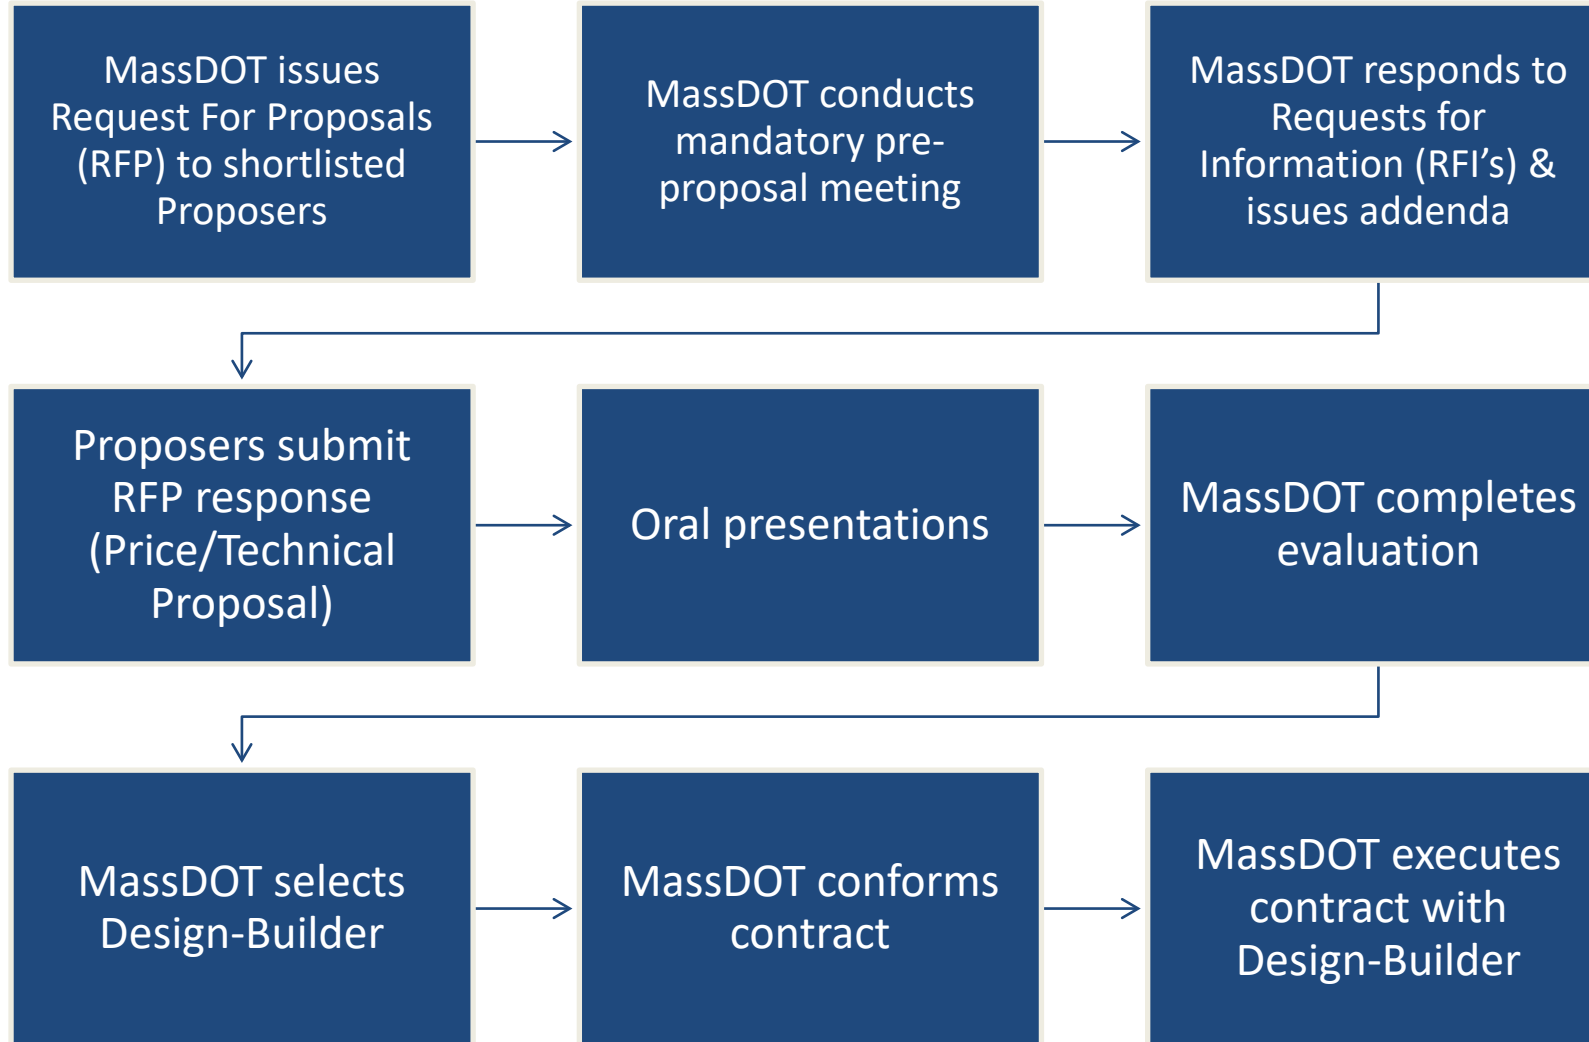 MassDOT issues
Request For Proposals
(RFP) to shortlisted
Proposers
MassDOT conducts
mandatory pre-
proposal meeting
MassDOT responds to
Requests for
Information (RFI’s) &
issues addenda
Proposers submit
RFP response
(Price/Technical
Proposal)
Oral presentations
MassDOT completes
evaluation
MassDOT selects
Design-Builder
MassDOT conforms
contract
MassDOT executes
contract with
Design-Builder